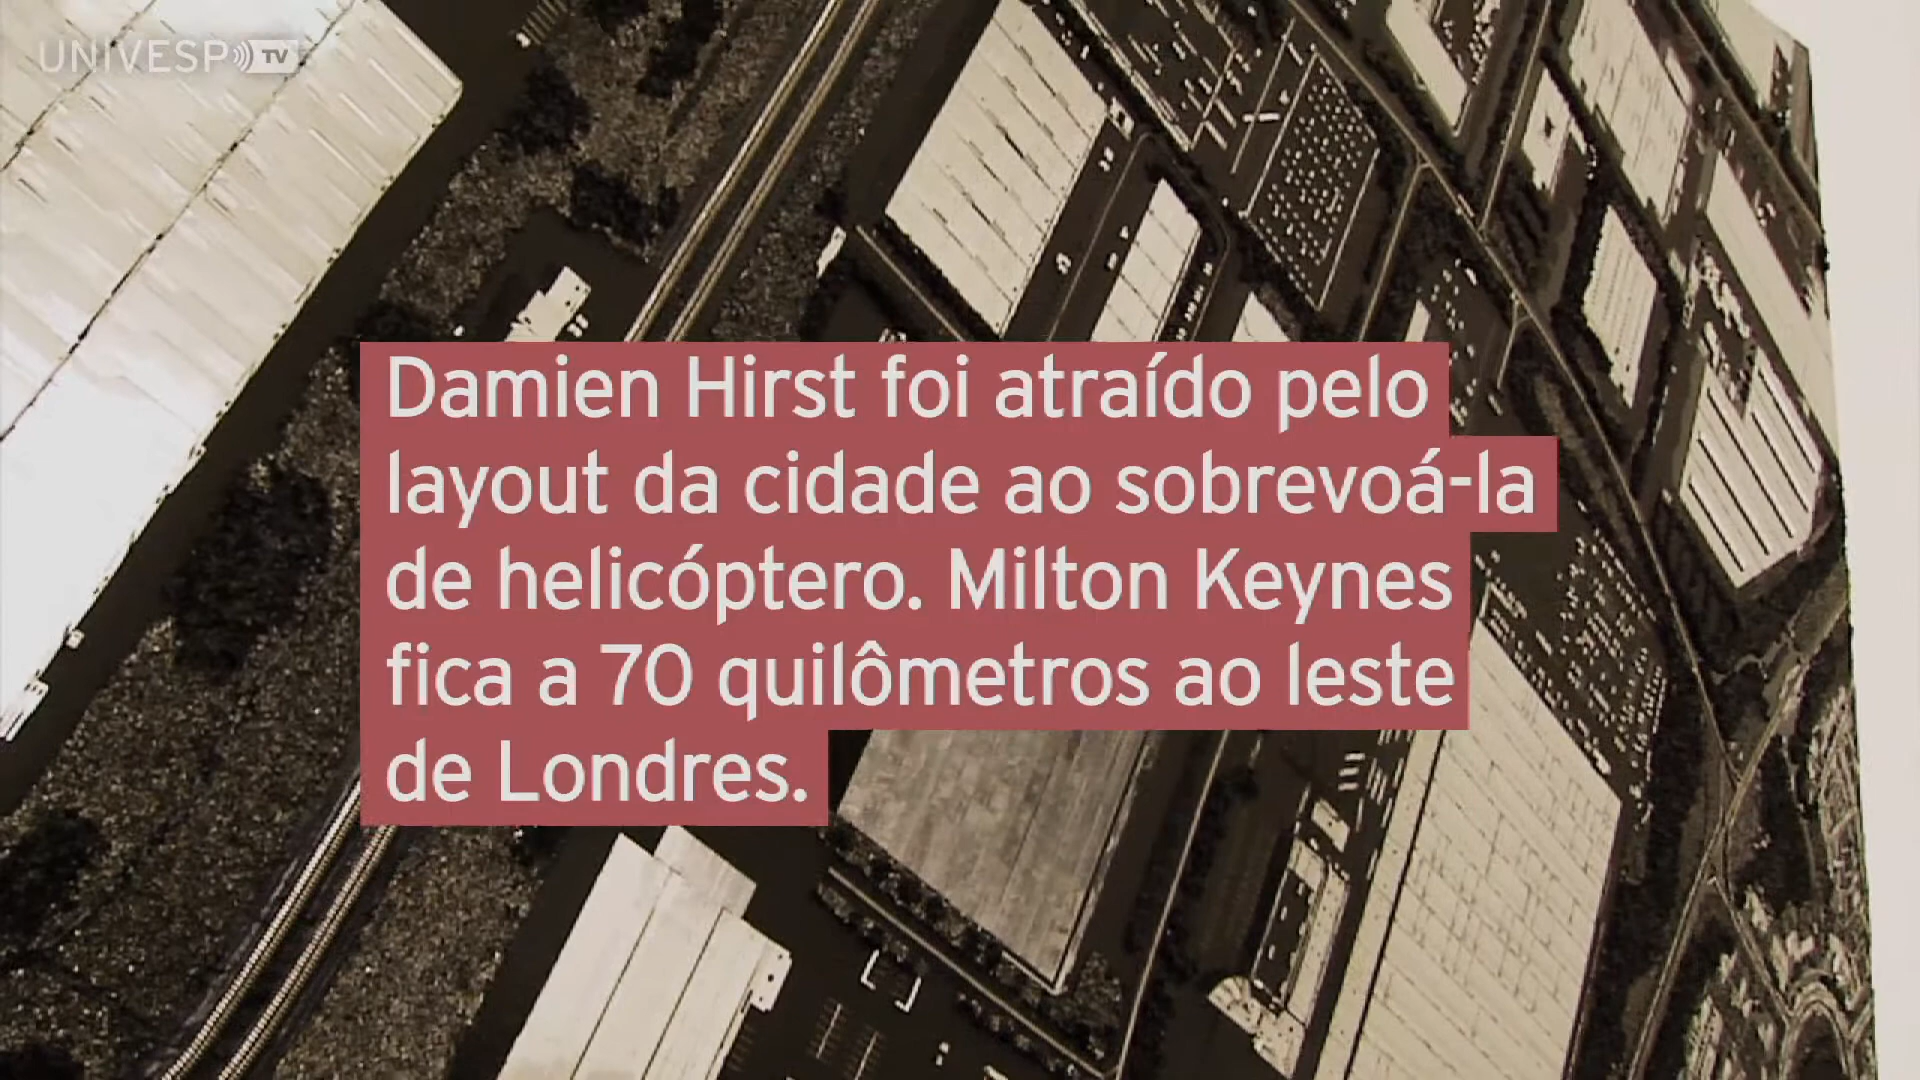 UNIVESP TV
Damien Hirst foi atraído pelo
layout da cidade ao sobrevoá-la
de helicóptero. Milton Keynes
fica a 70 quilômetros ao leste
de Londres.